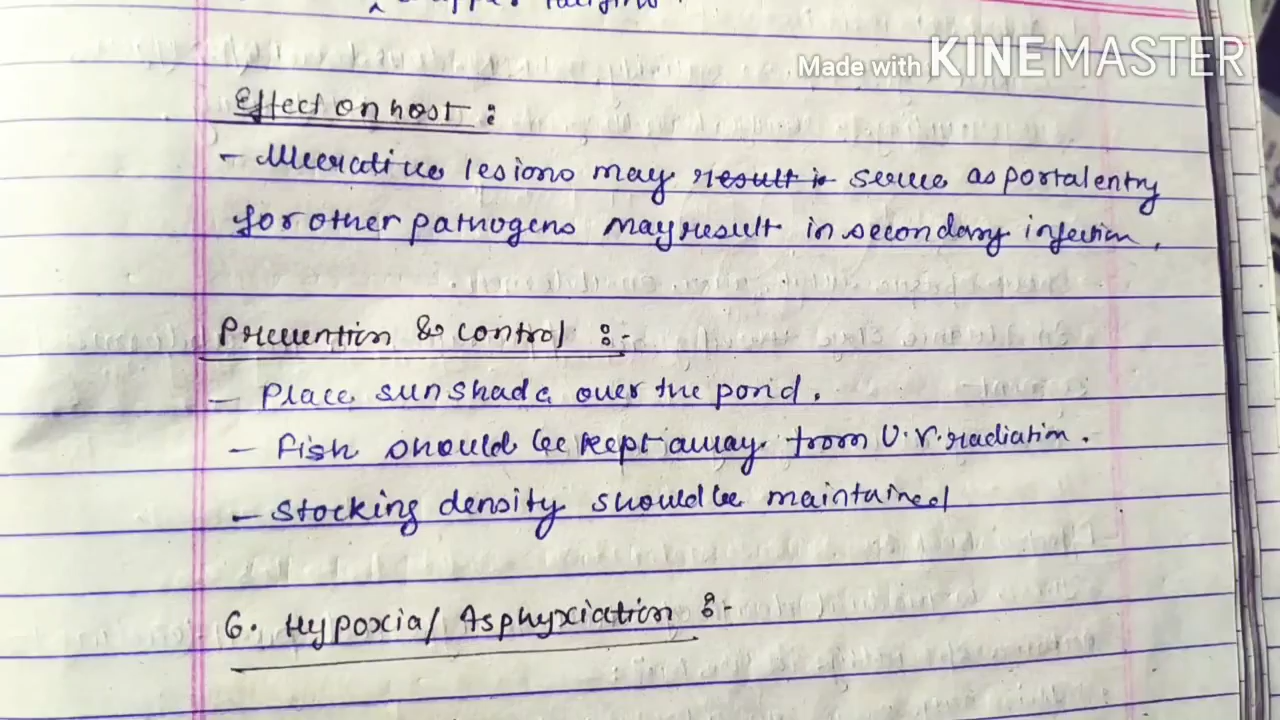 Made with KINEMASTER
Effect on host :
- Ulcerative lesions may result in serve as portal entry
for other pathogens may result in secondary infection.
Prevention & control :-
- Place sunshade over the pond.
- Fish should be kept away from U.V. radiation.
- Stocking density should be maintained
6. Hypoxia/ Asphyxiation :-